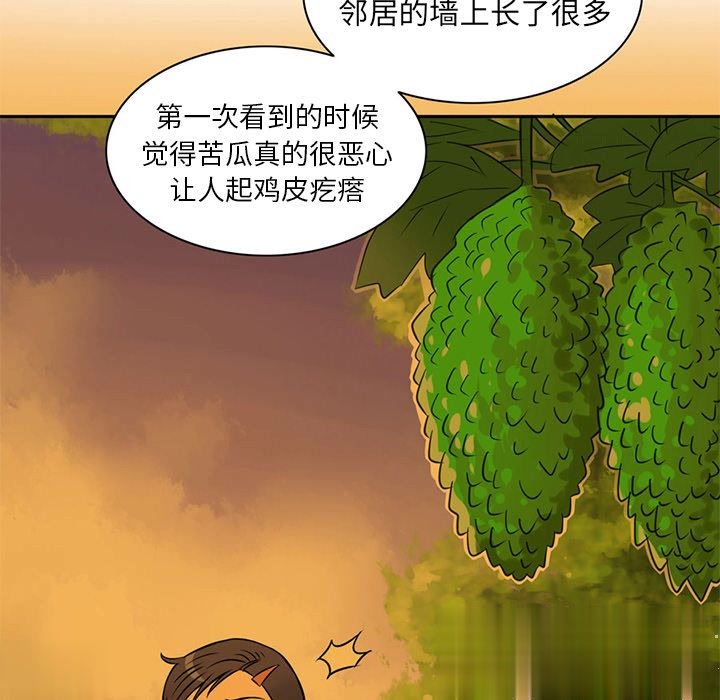 邻居的墙上长了很多
第一次看到的时候
觉得苦瓜真的很恶心
让人起鸡皮疙瘩